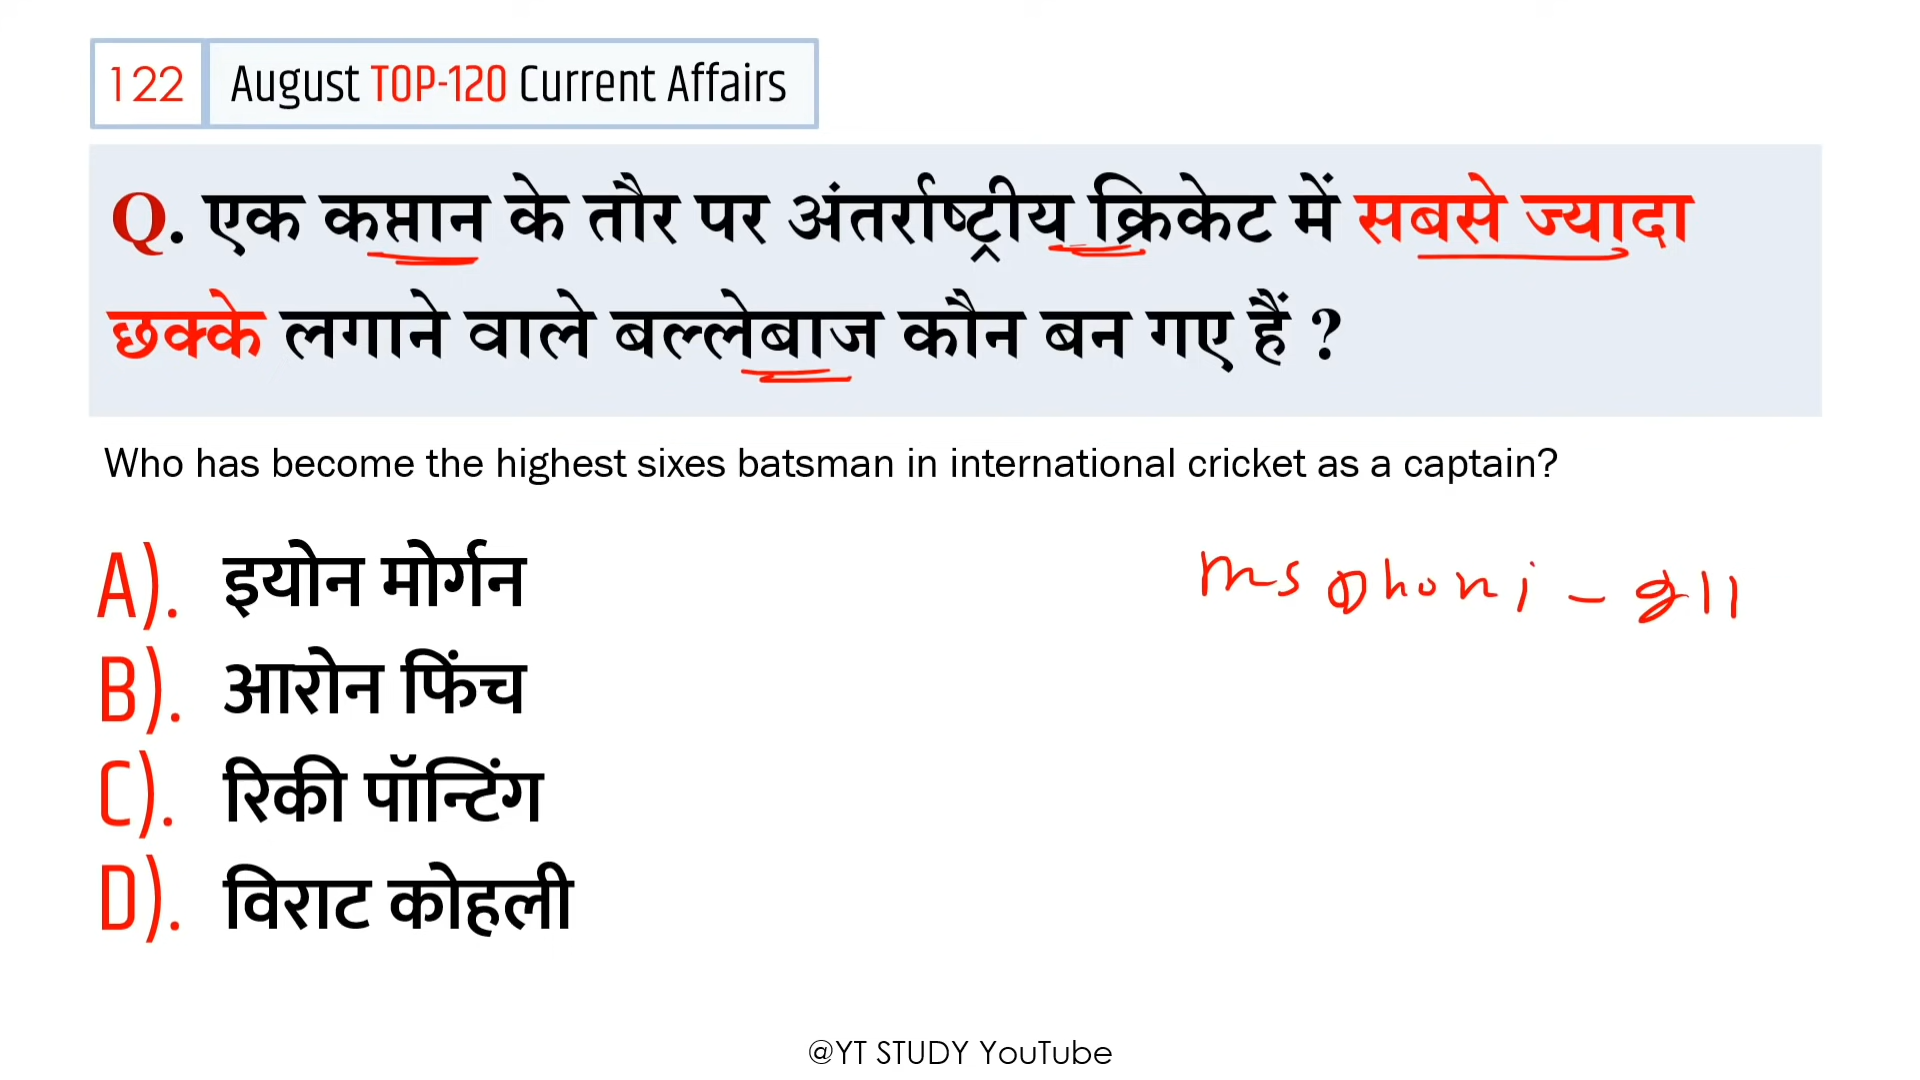 122 August TOP-120 Current Affairs
Q. एक कप्तान के तौर पर अंतर्राष्ट्रीय क्रिकेट में सबसे ज्यादा
छक्के लगाने वाले बल्लेबाज कौन बन गए हैं ?
Who has become the highest sixes batsman in international cricket as a captain?
A). इयोन मोर्गन
ms Dhoni - 211
B). आरोन फिंच
C). रिकी पॉन्टिंग
D). विराट कोहली
@YT STUDY YouTube